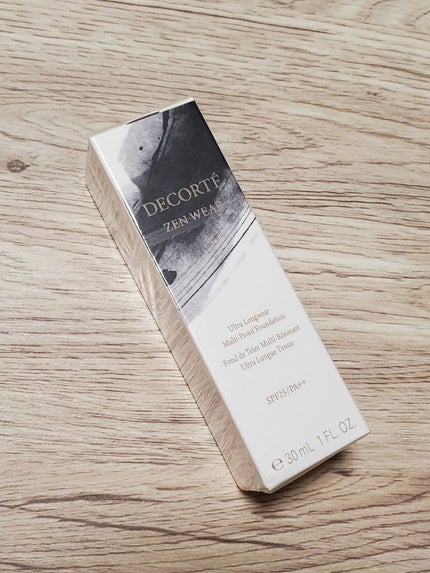 DECORTÉ
ZEN WEAR
Ultra Longwear
Multi-Proof Foundation
Fond de Teint Multi-Résistant
Ultra Longue Tenue
SPF25/PA++
e 30 mL 1 FL. OZ.